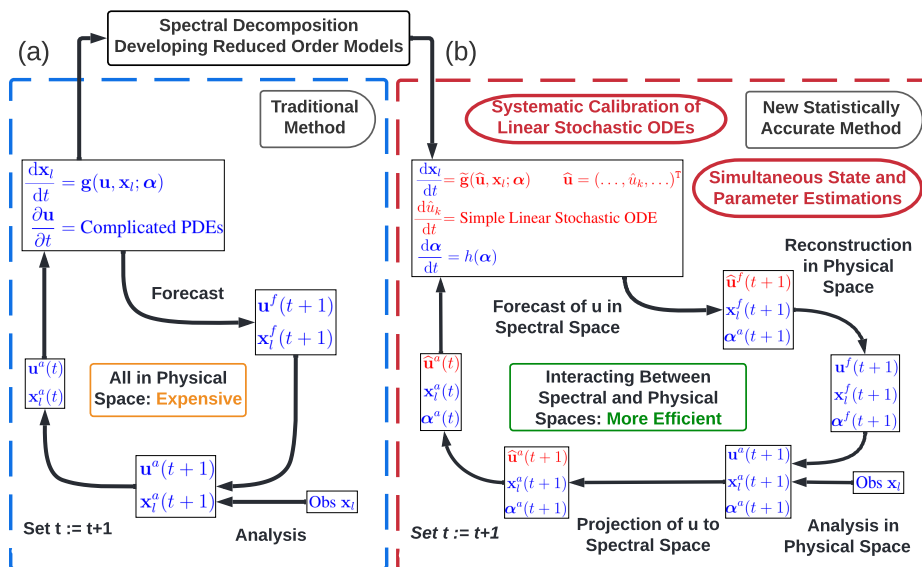 Spectral Decomposition
Developing Reduced Order Models
(a)
(b)
Traditional
Method
dx_l/dt = g(u, x_l; α)
∂u/∂t = Complicated PDEs
Forecast
u^f(t+1)
x_l^f(t+1)
u^a(t)
x_l^a(t)
All in Physical
Space: Expensive
u^a(t+1)
x_l^a(t+1)
Obs x_l
Set t := t+1
Analysis
Systematic Calibration of
Linear Stochastic ODEs
New Statistically
Accurate Method
Simultaneous State and
Parameter Estimations
dx_l/dt = g̃(û, x_l; α) û = (..., û_k, ...)^T
dû_k/dt = Simple Linear Stochastic ODE
dα/dt = h(α)
Reconstruction
in Physical
Space
Forecast of u in
Spectral Space
û^f(t+1)
x_l^f(t+1)
α^a(t+1)
û^a(t)
x_l^a(t)
α^a(t)
Interacting Between
Spectral and Physical
Spaces: More Efficient
u^f(t+1)
x_l^f(t+1)
α^f(t+1)
û^a(t+1)
x_l^a(t+1)
α^a(t+1)
u^a(t+1)
x_l^a(t+1)
α^a(t+1)
Obs x_l
Set t := t+1
Projection of u to
Spectral Space
Analysis in
Physical Space